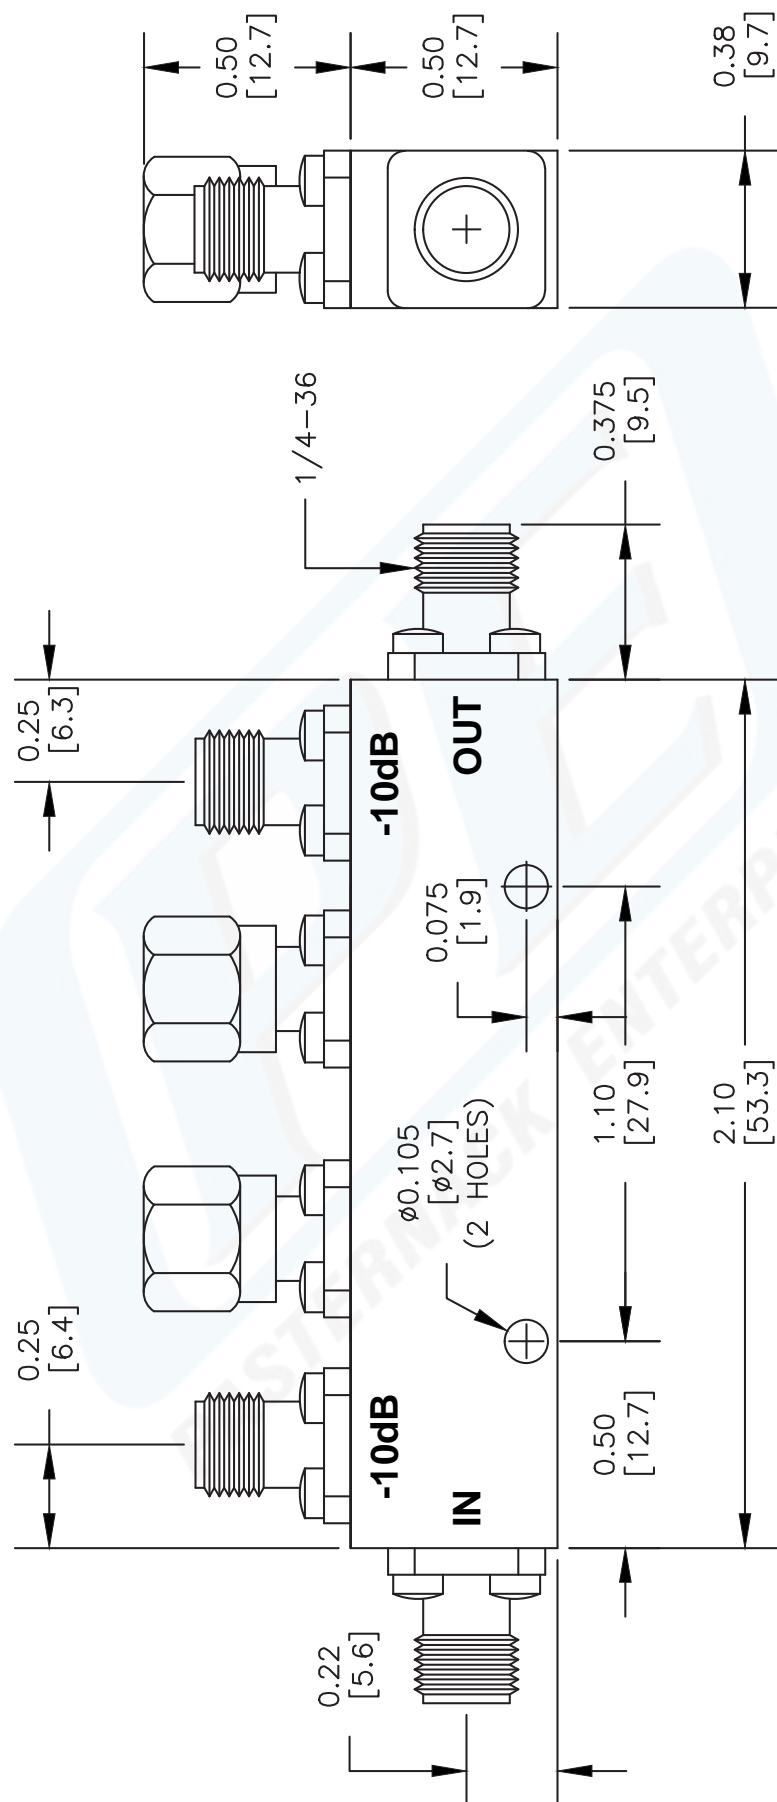 0.50
[12.7]
0.50
[12.7]
0.38
[9.7]
1/4-36
0.375
[9.5]
0.25
[6.3]
-10dB
OUT
0.075
[1.9]
1.10
[27.9]
2.10
[53.3]
ø0.105
[ø2.7]
(2 HOLES)
0.25
[6.4]
-10dB
IN
0.50
[12.7]
0.22
[5.6]
PASTERNACK ENTERP